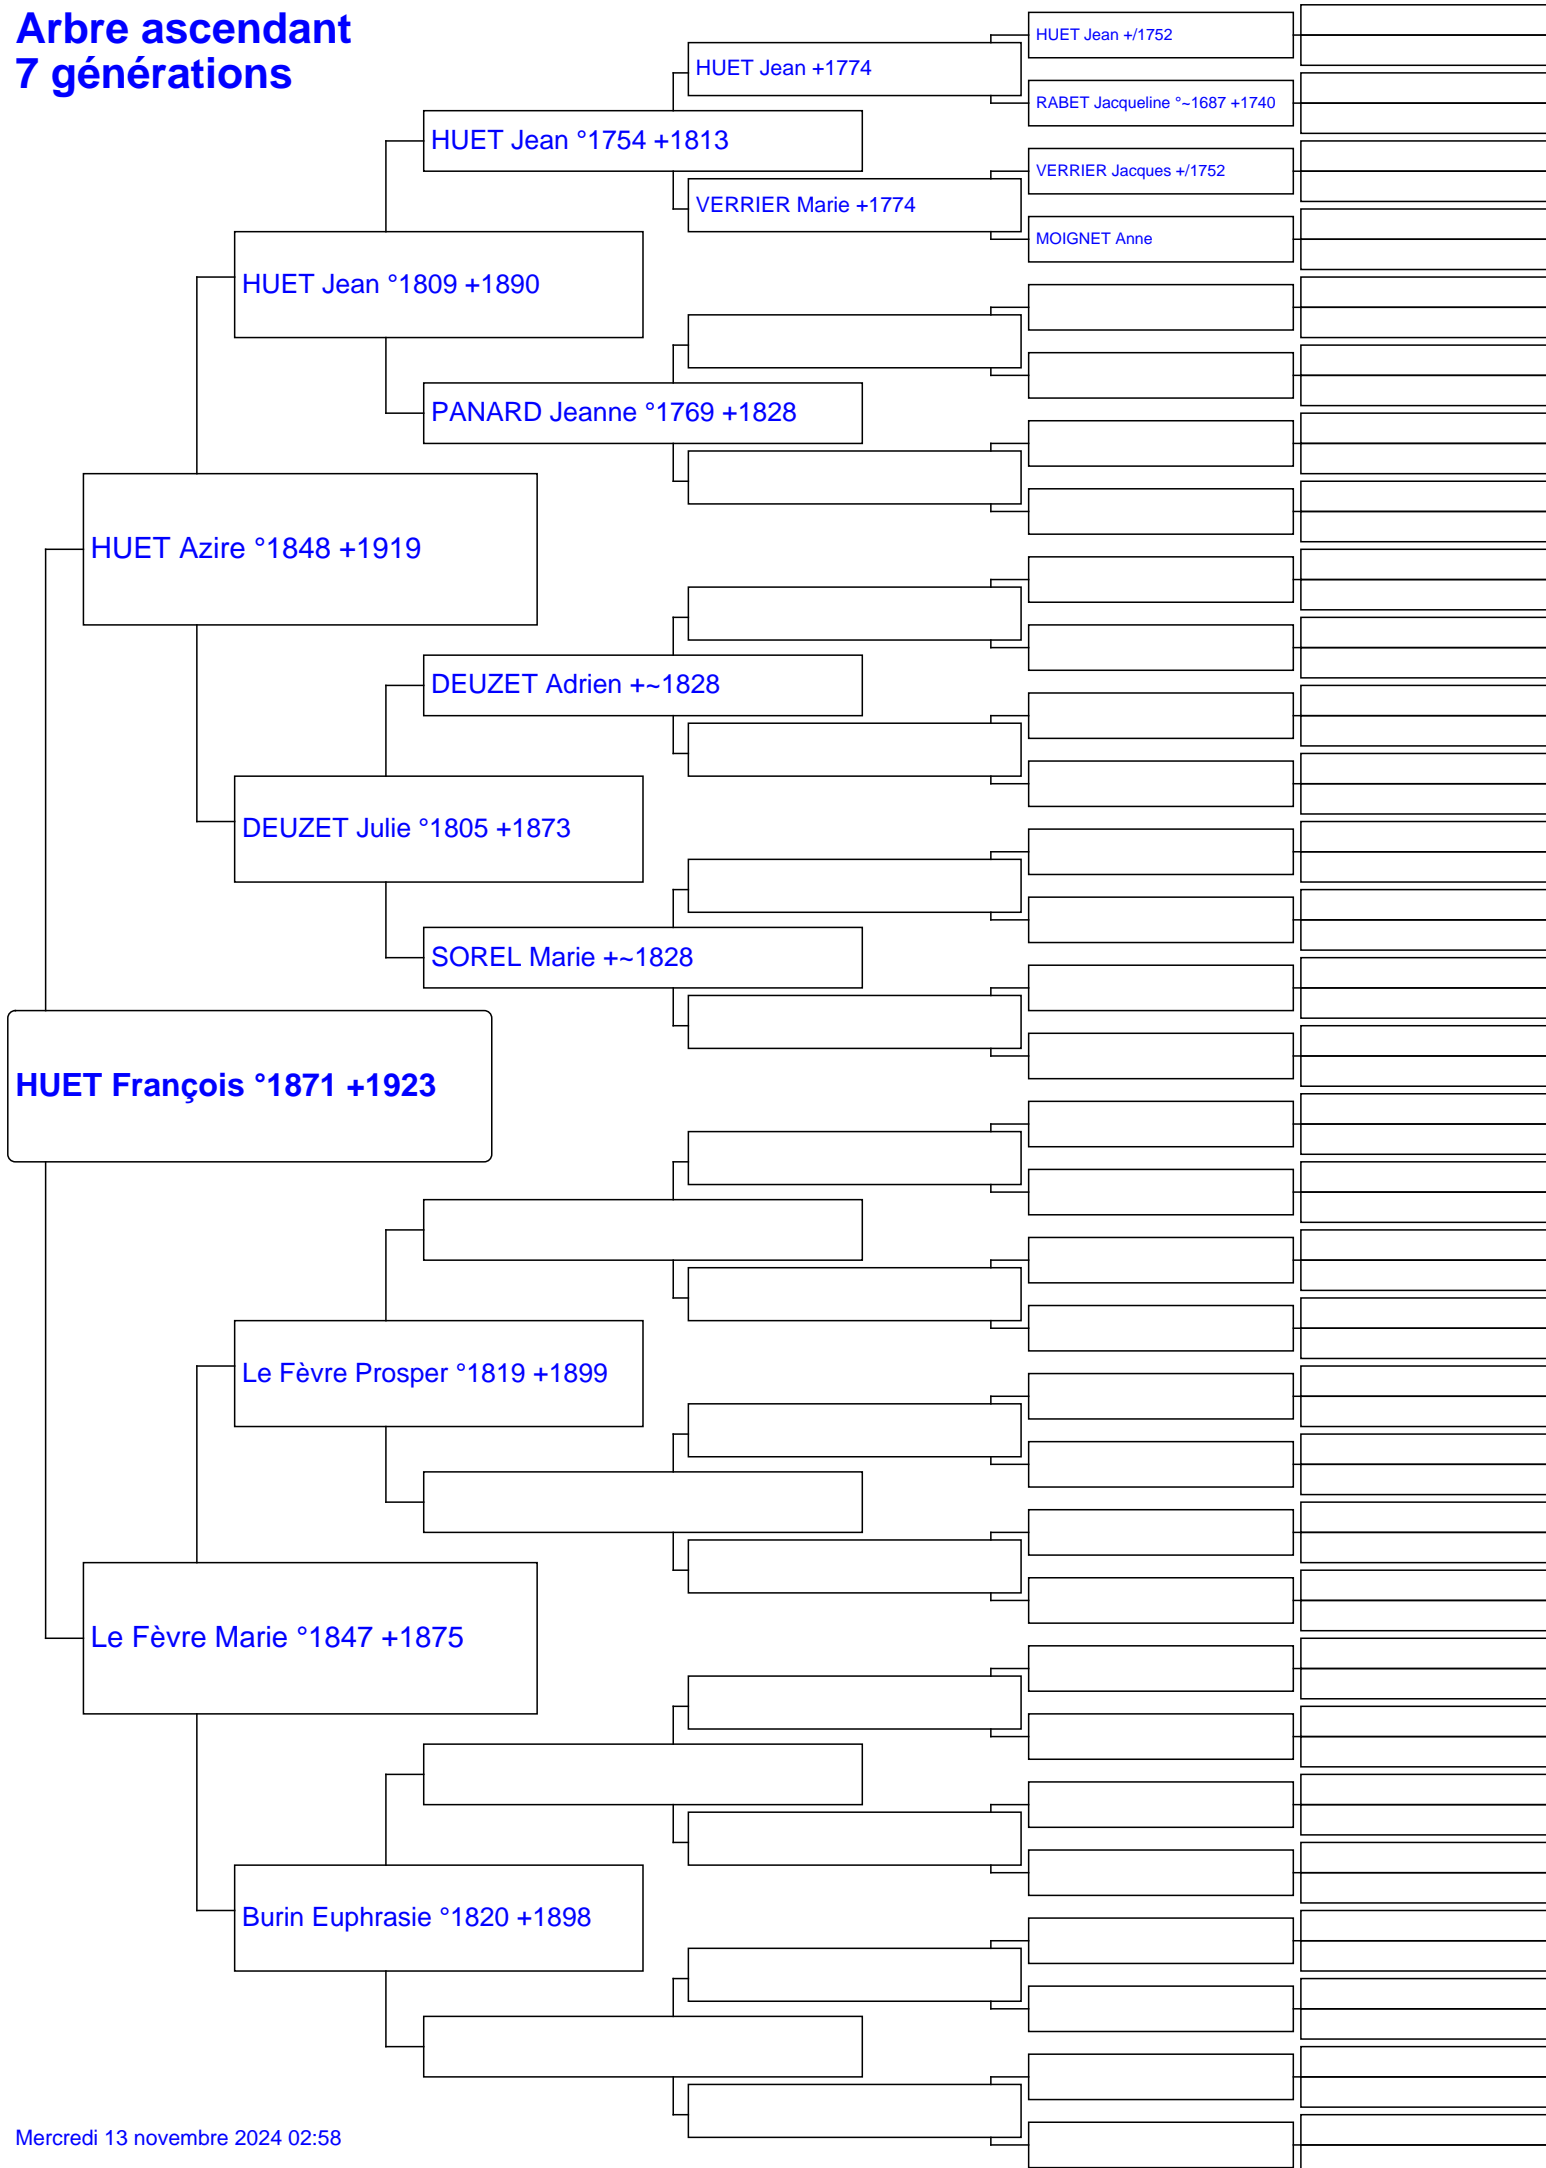 Arbre ascendant
7 générations
HUET Jean +/1752
HUET Jean +1774
RABET Jacqueline °~1687 +1740
HUET Jean °1754 +1813
VERRIER Jacques +/1752
VERRIER Marie +1774
MOIGNET Anne
HUET Jean °1809 +1890
PANARD Jeanne °1769 +1828
HUET Azire °1848 +1919
DEUZET Adrien +~1828
DEUZET Julie °1805 +1873
SOREL Marie +~1828
HUET François °1871 +1923
Le Fèvre Prosper °1819 +1899
Le Fèvre Marie °1847 +1875
Burin Euphrasie °1820 +1898
Mercredi 13 novembre 2024 02:58